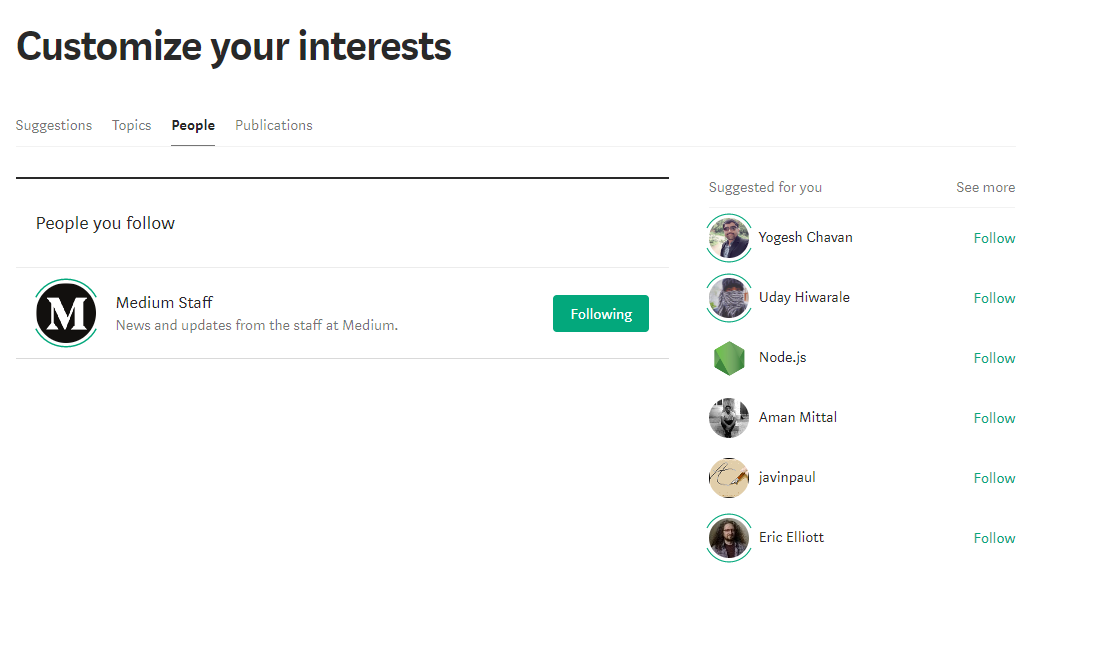 Customize your interests
Suggestions Topics People Publications
People you follow
M
Medium Staff
News and updates from the staff at Medium.
Following
Suggested for you See more
Yogesh Chavan Follow
Uday Hiwarale Follow
Node.js Follow
Aman Mittal Follow
javinpaul Follow
Eric Elliott Follow